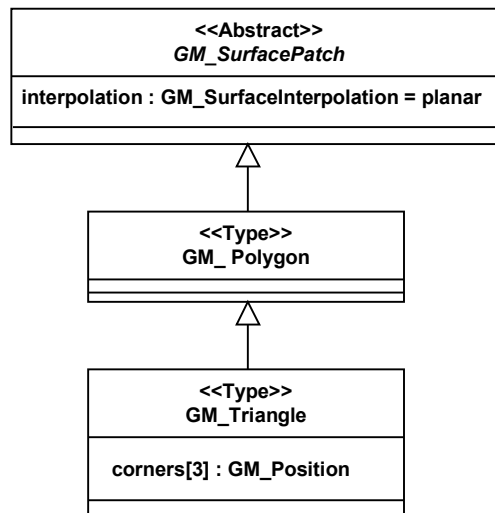 <<Abstract>>
GM_SurfacePatch
interpolation : GM_SurfaceInterpolation = planar
<<Type>>
GM_ Polygon
<<Type>>
GM_Triangle
corners[3] : GM_Position